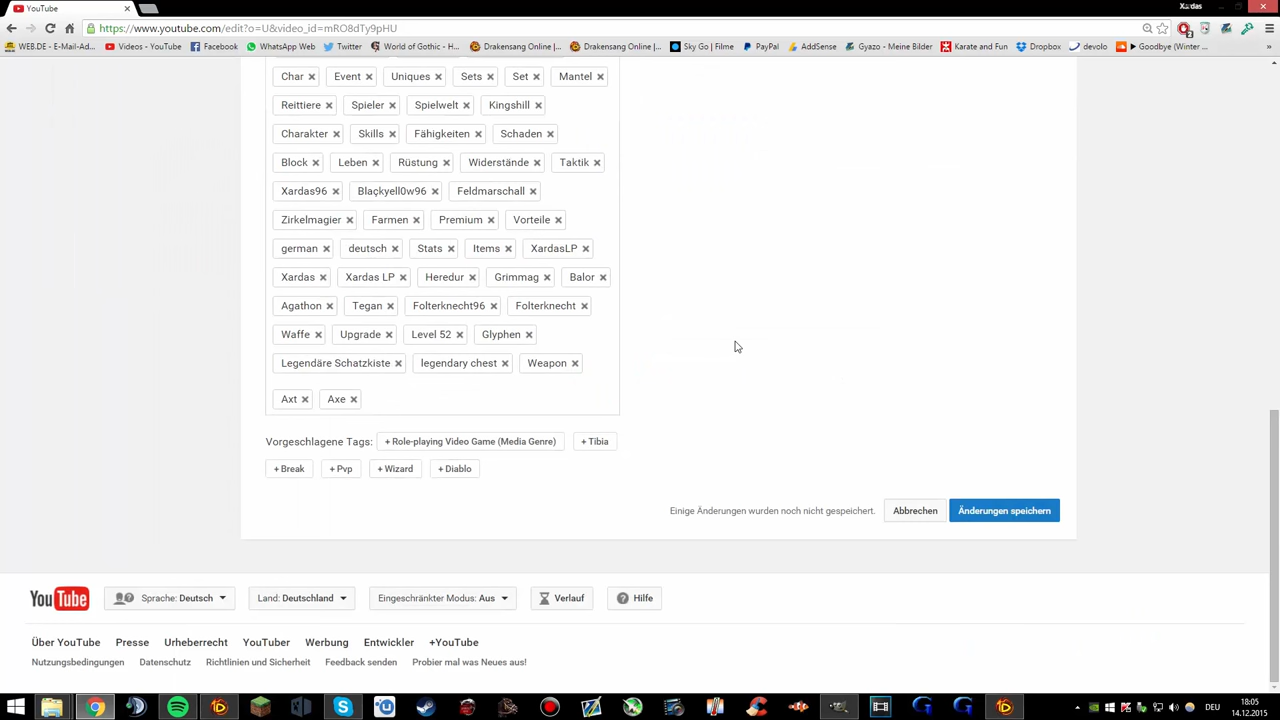 YouTube
Xardas
https://www.youtube.com/edit?o=U&video_id=mRO8dTy9pHU
WEB.DE - E-Mail-Ad... Videos - YouTube Facebook WhatsApp Web Twitter World of Gothic - H... Drakensang Online |... Drakensang Online |... Sky Go | Filme PayPal AddSense Gyazo - Meine Bilder Karate and Fun Dropbox devolo Goodbye (Winter ... »
Char Event Uniques Sets Set Mantel
Reittiere Spieler Spielwelt Kingshill
Charakter Skills Fähigkeiten Schaden
Block Leben Rüstung Widerstände Taktik
Xardas96 Blaçkyell0w96 Feldmarschall
Zirkelmagier Farmen Premium Vorteile
german deutsch Stats Items XardasLP
Xardas Xardas LP Heredur Grimmag Balor
Agathon Tegan Folterknecht96 Folterknecht
Waffe Upgrade Level 52 Glyphen
Legendäre Schatzkiste legendary chest Weapon
Axt Axe
Vorgeschlagene Tags: + Role-playing Video Game (Media Genre) + Tibia
+ Break + Pvp + Wizard + Diablo
Einige Änderungen wurden noch nicht gespeichert. Abbrechen Änderungen speichern
YouTube Sprache: Deutsch Land: Deutschland Eingeschränkter Modus: Aus Verlauf Hilfe
Über YouTube Presse Urheberrecht YouTuber Werbung Entwickler +YouTube
Nutzungsbedingungen Datenschutz Richtlinien und Sicherheit Feedback senden Probier mal was Neues aus!
DEU
18:05
14.12.2015